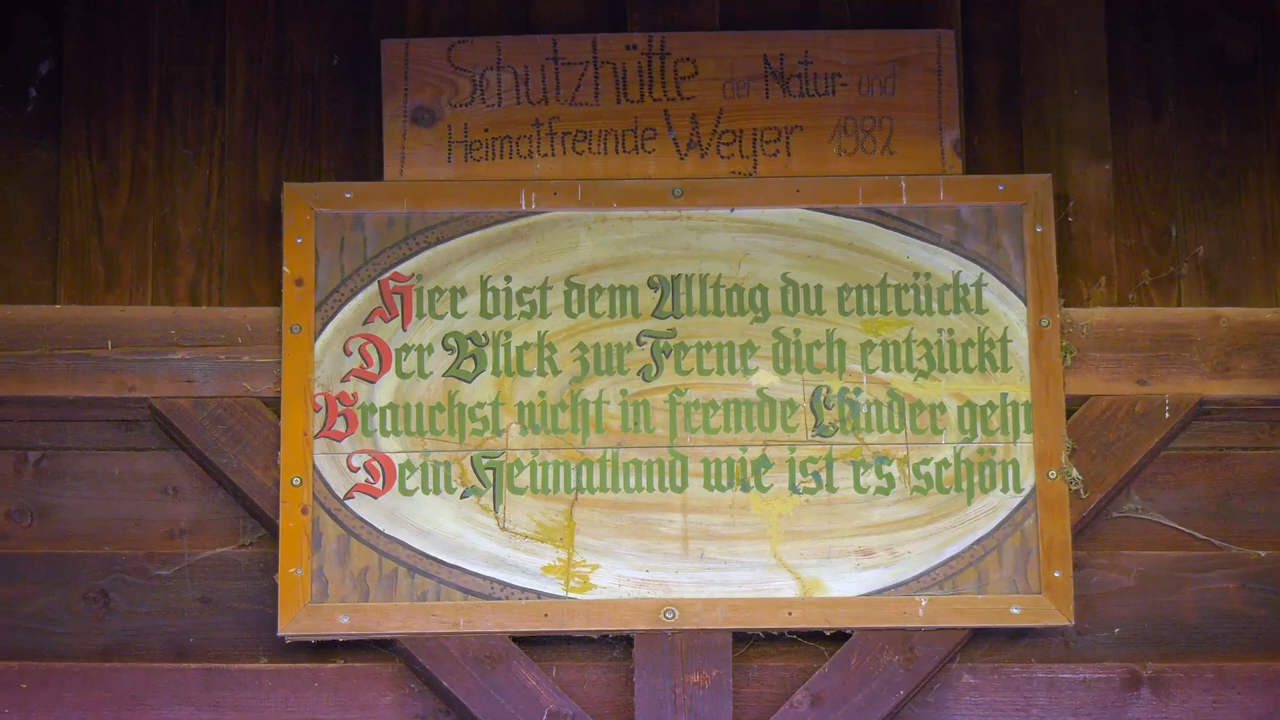 Schutzhütte der Natur- und
Heimatfreunde Weyer 1982
Hier bist dem Alltag du entrückt
Der Blick zur Ferne dich entzückt
Brauchst nicht in fremde Länder gehn
Dein Heimatland wie ist es schön